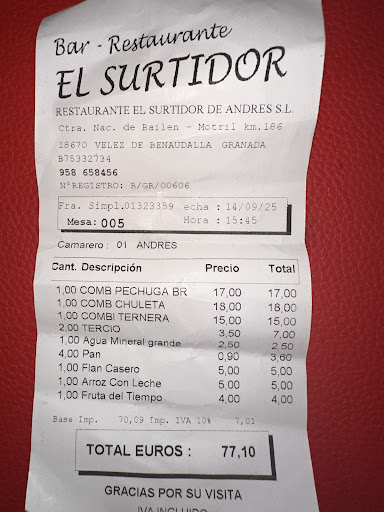 Bar - Restaurante
EL SURTIDOR
RESTAURANTE EL SURTIDOR DE ANDRES S.L.
Ctra. Nac. de Bailen - Motril km.186
18670 VELEZ DE BENAUDALLA GRANADA
B75332734
958 658456
NºREGISTRO: R/GR/00606
Fra. Simpl.01323359 echa : 14/09/25
Mesa: 005 Hora : 15:45
Camarero : 01 ANDRES
Cant. Descripción Precio Total
1,00 COMB PECHUGA BR 17,00 17,00
1,00 COMB CHULETA 18,00 18,00
1,00 COMBI TERNERA 15,00 15,00
2,00 TERCIO 3,50 7,00
1,00 Agua Mineral grande 2,50 2,50
4,00 Pan 0,90 3,60
1,00 Flan Casero 5,00 5,00
1,00 Arroz Con Leche 5,00 5,00
1,00 Fruta del Tiempo 4,00 4,00
Base Imp. 70,09 Imp. IVA 10% 7,01
TOTAL EUROS : 77,10
GRACIAS POR SU VISITA
IVA INCLUIDO